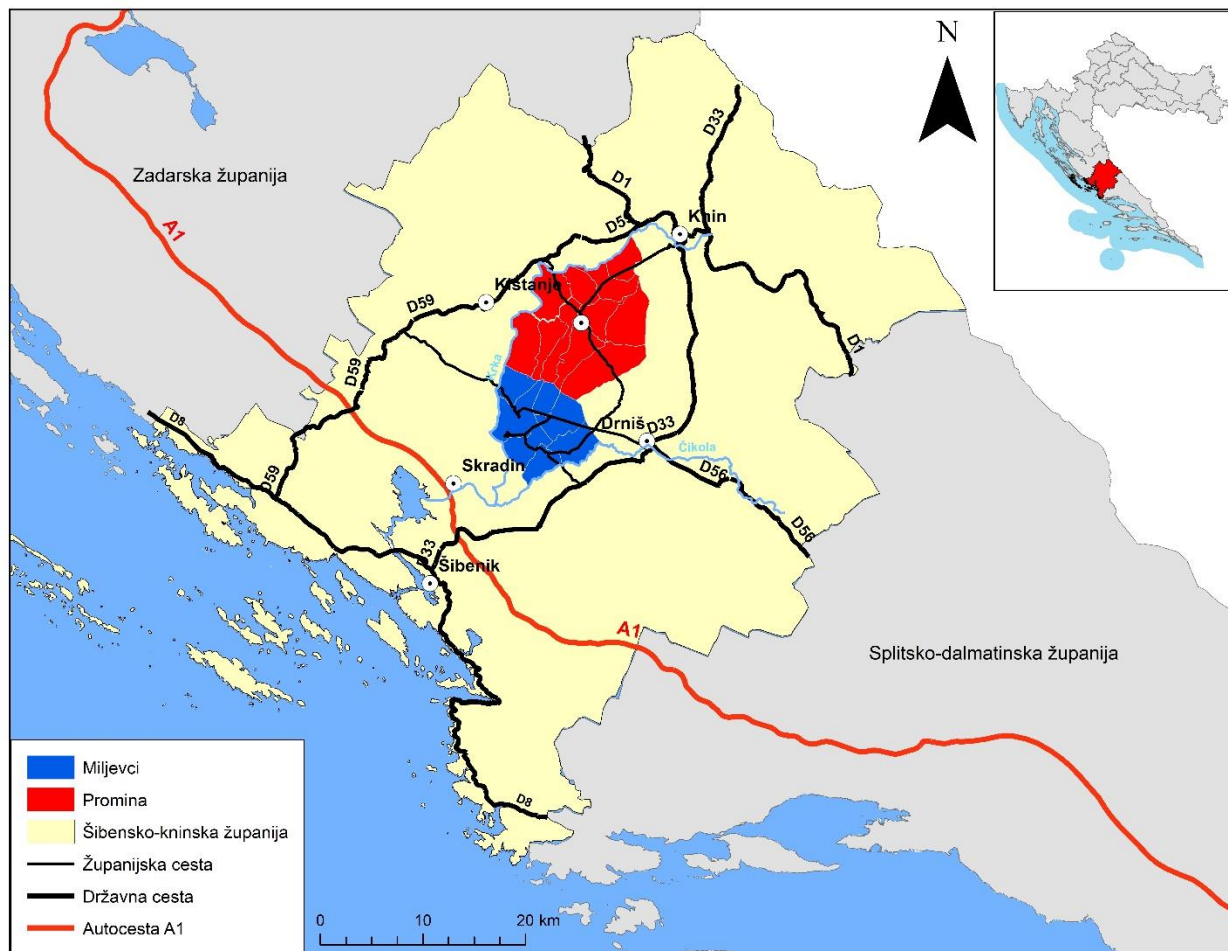 N
D33
Zadarska županija
D1
A1
D5
Knin
Kistanje
D59
D1
Krka
D59
D8
Drniš
D33
Čikola
Skradin
D56
D59
D56
D33
Šibenik
A1
Splitsko-dalmatinska županija
D8
Miljevci
Promina
Šibensko-kninska županija
Županijska cesta
Državna cesta
Autocesta A1
0 10 20 km